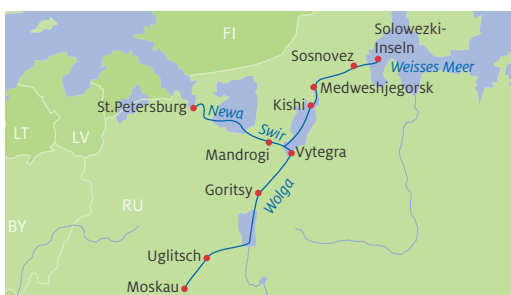 Solowezki-
Inseln
FI
Sosnovez
Weisses Meer
Medweshjegorsk
Kishi
St.Petersburg
Newa
LT
LV
Swir
Mandrogi
Vytegra
Goritsy
Wolga
RU
BY
Uglitsch
Moskau